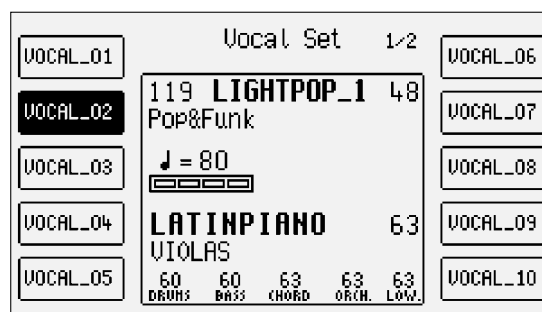 Vocal Set 1/2
VOCAL_01
VOCAL_02
VOCAL_03
VOCAL_04
VOCAL_05
119 LIGHTPOP_1 48
Pop&Funk
♩ = 80
LATINPIANO 63
VIOLAS
60 60 63 63 63
DRUMS BASS CHORD ORCH. LOW.
VOCAL_06
VOCAL_07
VOCAL_08
VOCAL_09
VOCAL_10